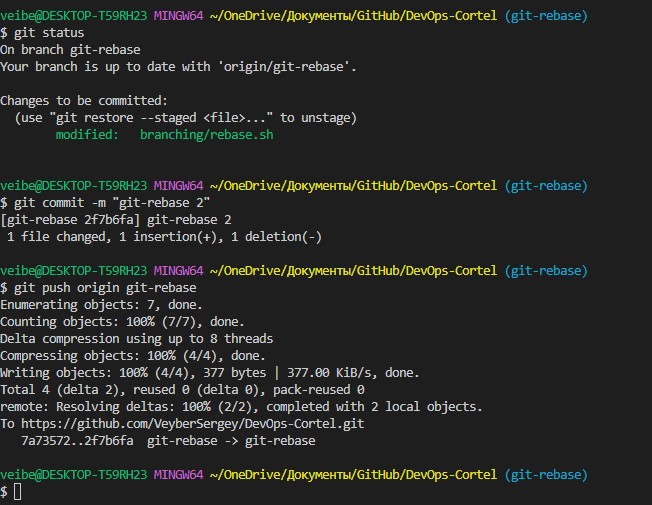 veibe@DESKTOP-T59RH23 MINGW64 ~/OneDrive/Документы/GitHub/DevOps-Cortel (git-rebase)
$ git status
On branch git-rebase
Your branch is up to date with 'origin/git-rebase'.
Changes to be committed:
  (use "git restore --staged <file>..." to unstage)
        modified:   branching/rebase.sh
veibe@DESKTOP-T59RH23 MINGW64 ~/OneDrive/Документы/GitHub/DevOps-Cortel (git-rebase)
$ git commit -m "git-rebase 2"
[git-rebase 2f7b6fa] git-rebase 2
 1 file changed, 1 insertion(+), 1 deletion(-)
veibe@DESKTOP-T59RH23 MINGW64 ~/OneDrive/Документы/GitHub/DevOps-Cortel (git-rebase)
$ git push origin git-rebase
Enumerating objects: 7, done.
Counting objects: 100% (7/7), done.
Delta compression using up to 8 threads
Compressing objects: 100% (4/4), done.
Writing objects: 100% (4/4), 377 bytes | 377.00 KiB/s, done.
Total 4 (delta 2), reused 0 (delta 0), pack-reused 0
remote: Resolving deltas: 100% (2/2), completed with 2 local objects.
To https://github.com/VeyberSergey/DevOps-Cortel.git
   7a73572..2f7b6fa  git-rebase -> git-rebase
veibe@DESKTOP-T59RH23 MINGW64 ~/OneDrive/Документы/GitHub/DevOps-Cortel (git-rebase)
$